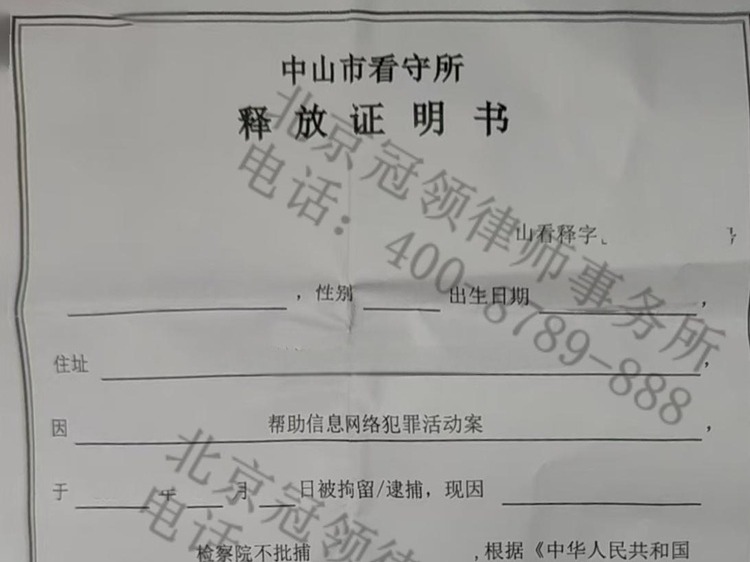 中山市看守所
释放证明书
山看释字
，性别 出生日期 ，
住址 ，
因 帮助信息网络犯罪活动案 ，
于 年 月 日被拘留/逮捕，现因
检察院不批捕 ,根据《中华人民共和国
北京冠领律师事务所
电话：400-8789-888
北京冠领律
电话